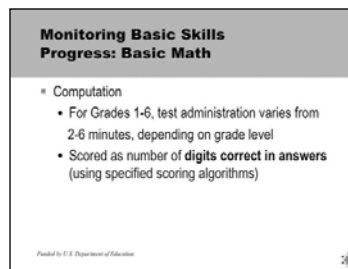 Monitoring Basic Skills
Progress: Basic Math
Computation
• For Grades 1-6, test administration varies from
2-6 minutes, depending on grade level
• Scored as number of digits correct in answers
(using specified scoring algorithms)
Funded by U.S. Department of Education